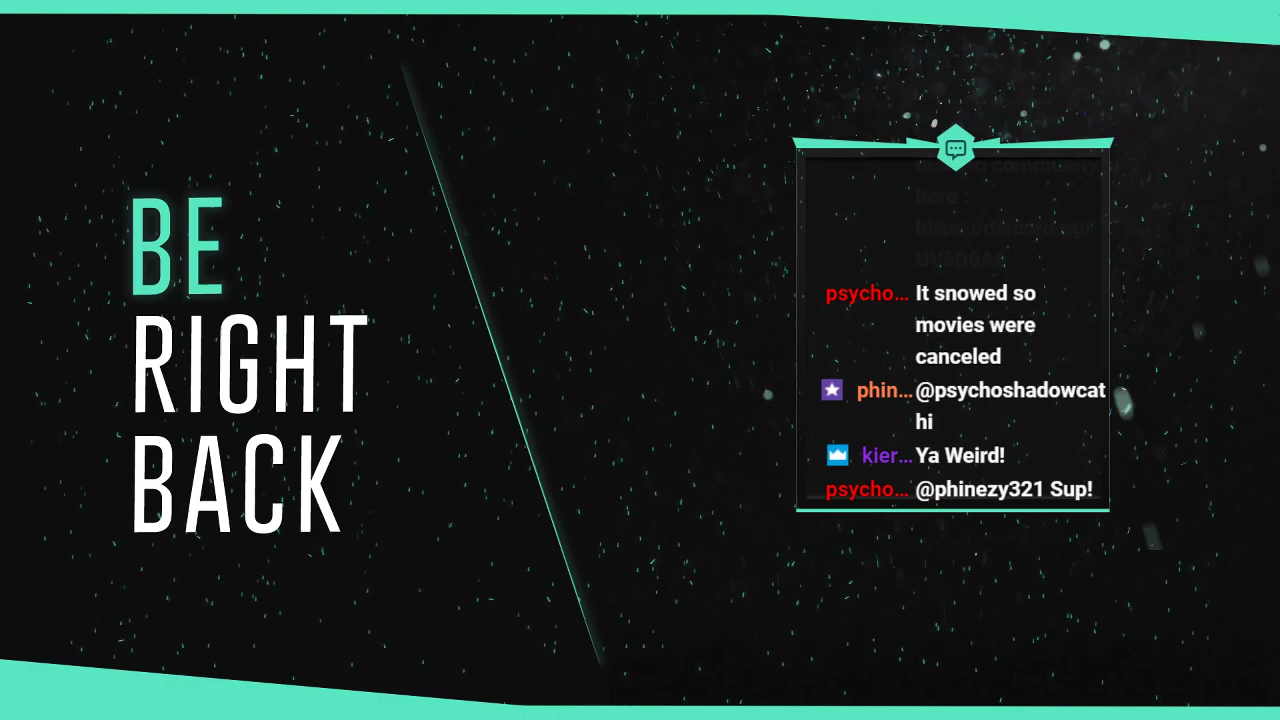 BE
RIGHT
BACK
here :
psycho... It snowed so
movies were
canceled
phin... @psychoshadowcat
hi
kier... Ya Weird!
psycho... @phinezy321 Sup!